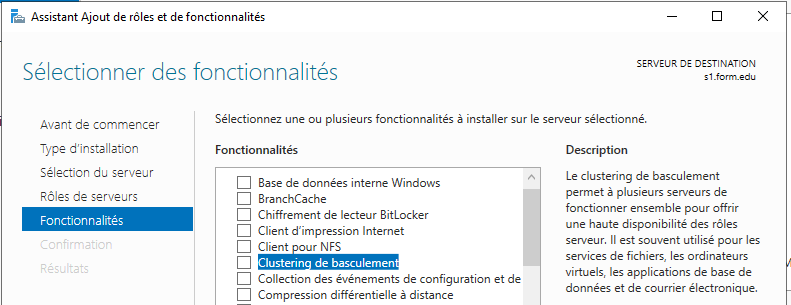 Assistant Ajout de rôles et de fonctionnalités
Sélectionner des fonctionnalités
SERVEUR DE DESTINATION
s1.form.edu
Avant de commencer
Type d'installation
Sélection du serveur
Rôles de serveurs
Fonctionnalités
Confirmation
Résultats
Sélectionnez une ou plusieurs fonctionnalités à installer sur le serveur sélectionné.
Fonctionnalités
Base de données interne Windows
BranchCache
Chiffrement de lecteur BitLocker
Client d'impression Internet
Client pour NFS
Clustering de basculement
Collection des événements de configuration et de
Compression différentielle à distance
Description
Le clustering de basculement
permet à plusieurs serveurs de
fonctionner ensemble pour offrir
une haute disponibilité des rôles
serveur. Il est souvent utilisé pour les
services de fichiers, les ordinateurs
virtuels, les applications de base de
données et de courrier électronique.